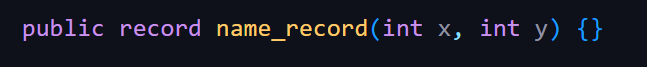 public record name_record(int x, int y) {}